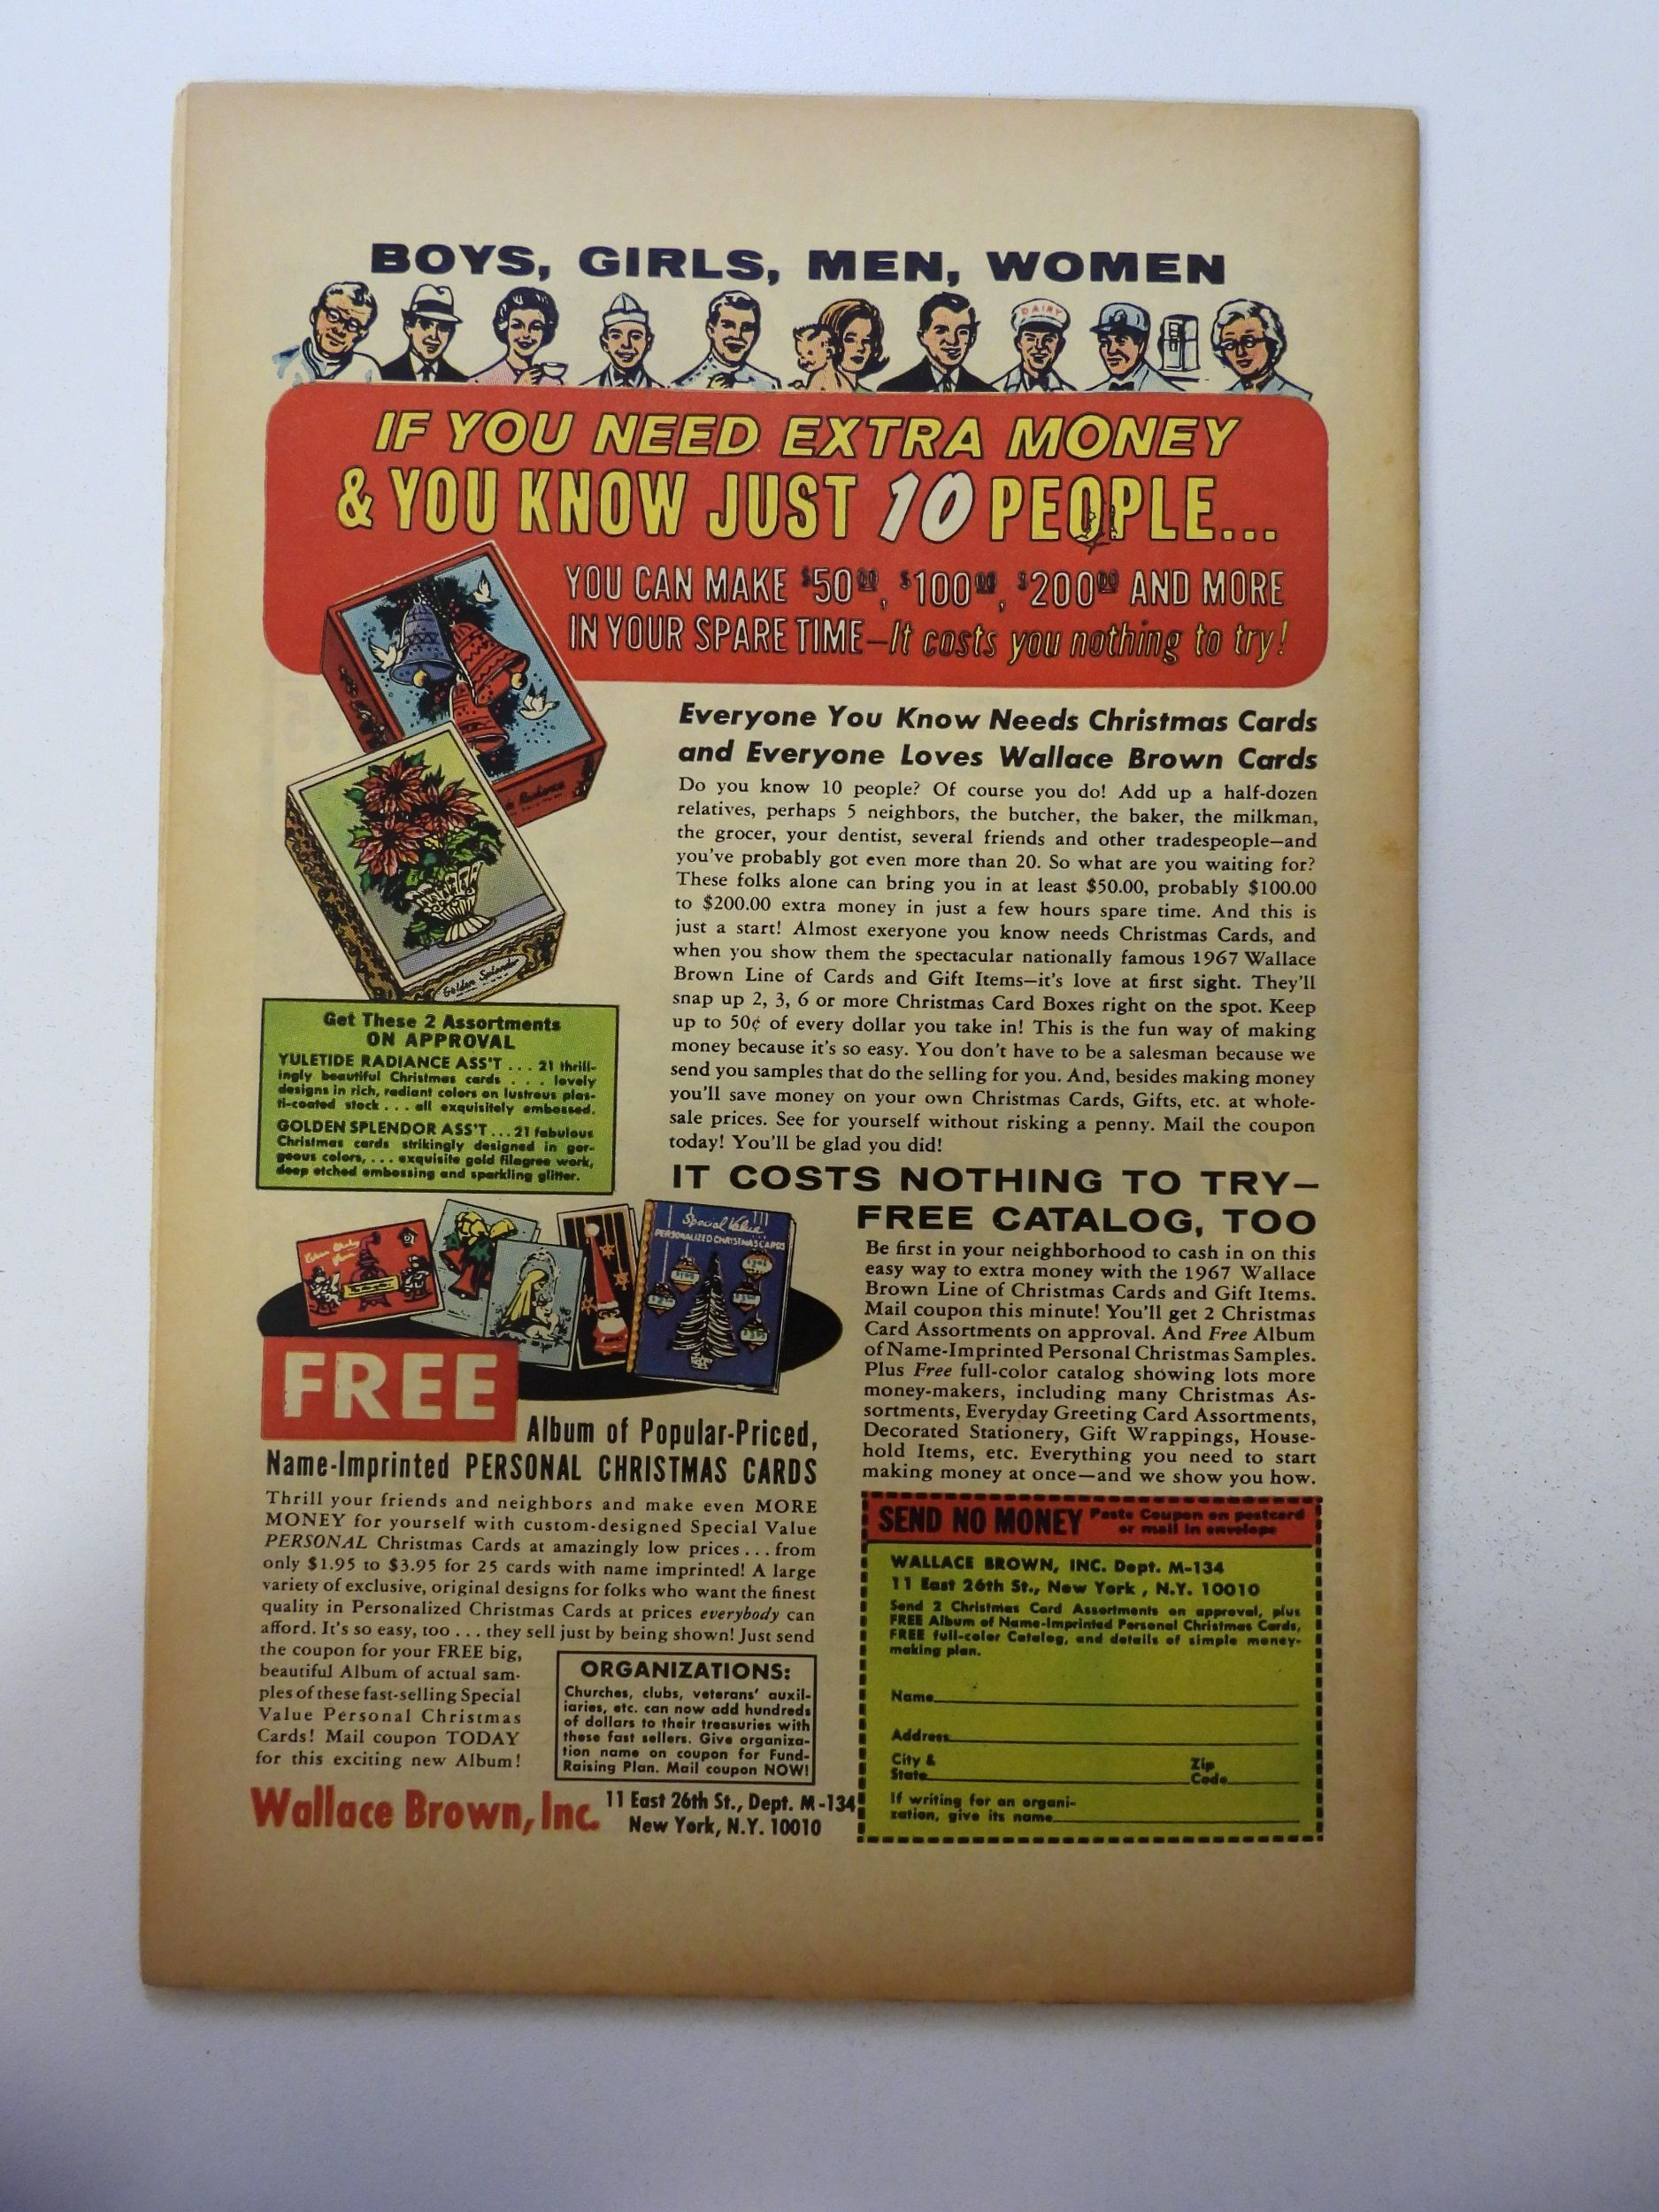 BOYS, GIRLS, MEN, WOMEN
DAIRY
IF YOU NEED EXTRA MONEY
& YOU KNOW JUST 10 PEOPLE...
YOU CAN MAKE $50.00, $100.00, $200.00 AND MORE
IN YOUR SPARE TIME—It costs you nothing to try!
Everyone You Know Needs Christmas Cards
and Everyone Loves Wallace Brown Cards
Do you know 10 people? Of course you do! Add up a half-dozen
relatives, perhaps 5 neighbors, the butcher, the baker, the milkman,
the grocer, your dentist, several friends and other tradespeople—and
you've probably got even more than 20. So what are you waiting for?
These folks alone can bring you in at least $50.00, probably $100.00
to $200.00 extra money in just a few hours spare time. And this is
just a start! Almost exeryone you know needs Christmas Cards, and
when you show them the spectacular nationally famous 1967 Wallace
Brown Line of Cards and Gift Items—it's love at first sight. They'll
snap up 2, 3, 6 or more Christmas Card Boxes right on the spot. Keep
up to 50¢ of every dollar you take in! This is the fun way of making
money because it's so easy. You don't have to be a salesman because we
send you samples that do the selling for you. And, besides making money
you'll save money on your own Christmas Cards, Gifts, etc. at whole-
sale prices. See for yourself without risking a penny. Mail the coupon
today! You'll be glad you did!
Radiance
Golden Splendor
Get These 2 Assortments
ON APPROVAL
YULETIDE RADIANCE ASS'T . . . 21 thrill-
ingly beautiful Christmas cards . . . lovely
designs in rich, radiant colors on lustrous plas-
ti-coated stock . . . all exquisitely embossed.
GOLDEN SPLENDOR ASS'T . . . 21 fabulous
Christmas cards strikingly designed in gor-
geous colors, . . . exquisite gold filagree work,
deep etched embossing and sparkling glitter.
IT COSTS NOTHING TO TRY—
FREE CATALOG, TOO
Be first in your neighborhood to cash in on this
easy way to extra money with the 1967 Wallace
Brown Line of Christmas Cards and Gift Items.
Mail coupon this minute! You'll get 2 Christmas
Card Assortments on approval. And Free Album
of Name-Imprinted Personal Christmas Samples.
Plus Free full-color catalog showing lots more
money-makers, including many Christmas As-
sortments, Everyday Greeting Card Assortments,
Decorated Stationery, Gift Wrappings, House-
hold Items, etc. Everything you need to start
making money at once—and we show you how.
Special Value
PERSONALIZED CHRISTMAS CARDS
FREE
Album of Popular-Priced,
Name-Imprinted PERSONAL CHRISTMAS CARDS
Thrill your friends and neighbors and make even MORE
MONEY for yourself with custom-designed Special Value
PERSONAL Christmas Cards at amazingly low prices . . . from
only $1.95 to $3.95 for 25 cards with name imprinted! A large
variety of exclusive, original designs for folks who want the finest
quality in Personalized Christmas Cards at prices everybody can
afford. It's so easy, too . . . they sell just by being shown! Just send
the coupon for your FREE big,
beautiful Album of actual sam-
ples of these fast-selling Special
Value Personal Christmas
Cards! Mail coupon TODAY
for this exciting new Album!
ORGANIZATIONS:
Churches, clubs, veterans' auxil-
iaries, etc. can now add hundreds
of dollars to their treasuries with
these fast sellers. Give organiza-
tion name on coupon for Fund-
Raising Plan. Mail coupon NOW!
Wallace Brown, Inc. 11 East 26th St., Dept. M-134
New York, N.Y. 10010
SEND NO MONEY Paste Coupon on postcard
or mail in envelope
WALLACE BROWN, INC. Dept. M-134
11 East 26th St., New York , N.Y. 10010
Send 2 Christmas Card Assortments on approval, plus
FREE Album of Name-Imprinted Personal Christmas Cards,
FREE full-color Catalog, and details of simple money-
making plan.
Name
Address
City &
State
Zip
Code
If writing for an organi-
zation, give its name